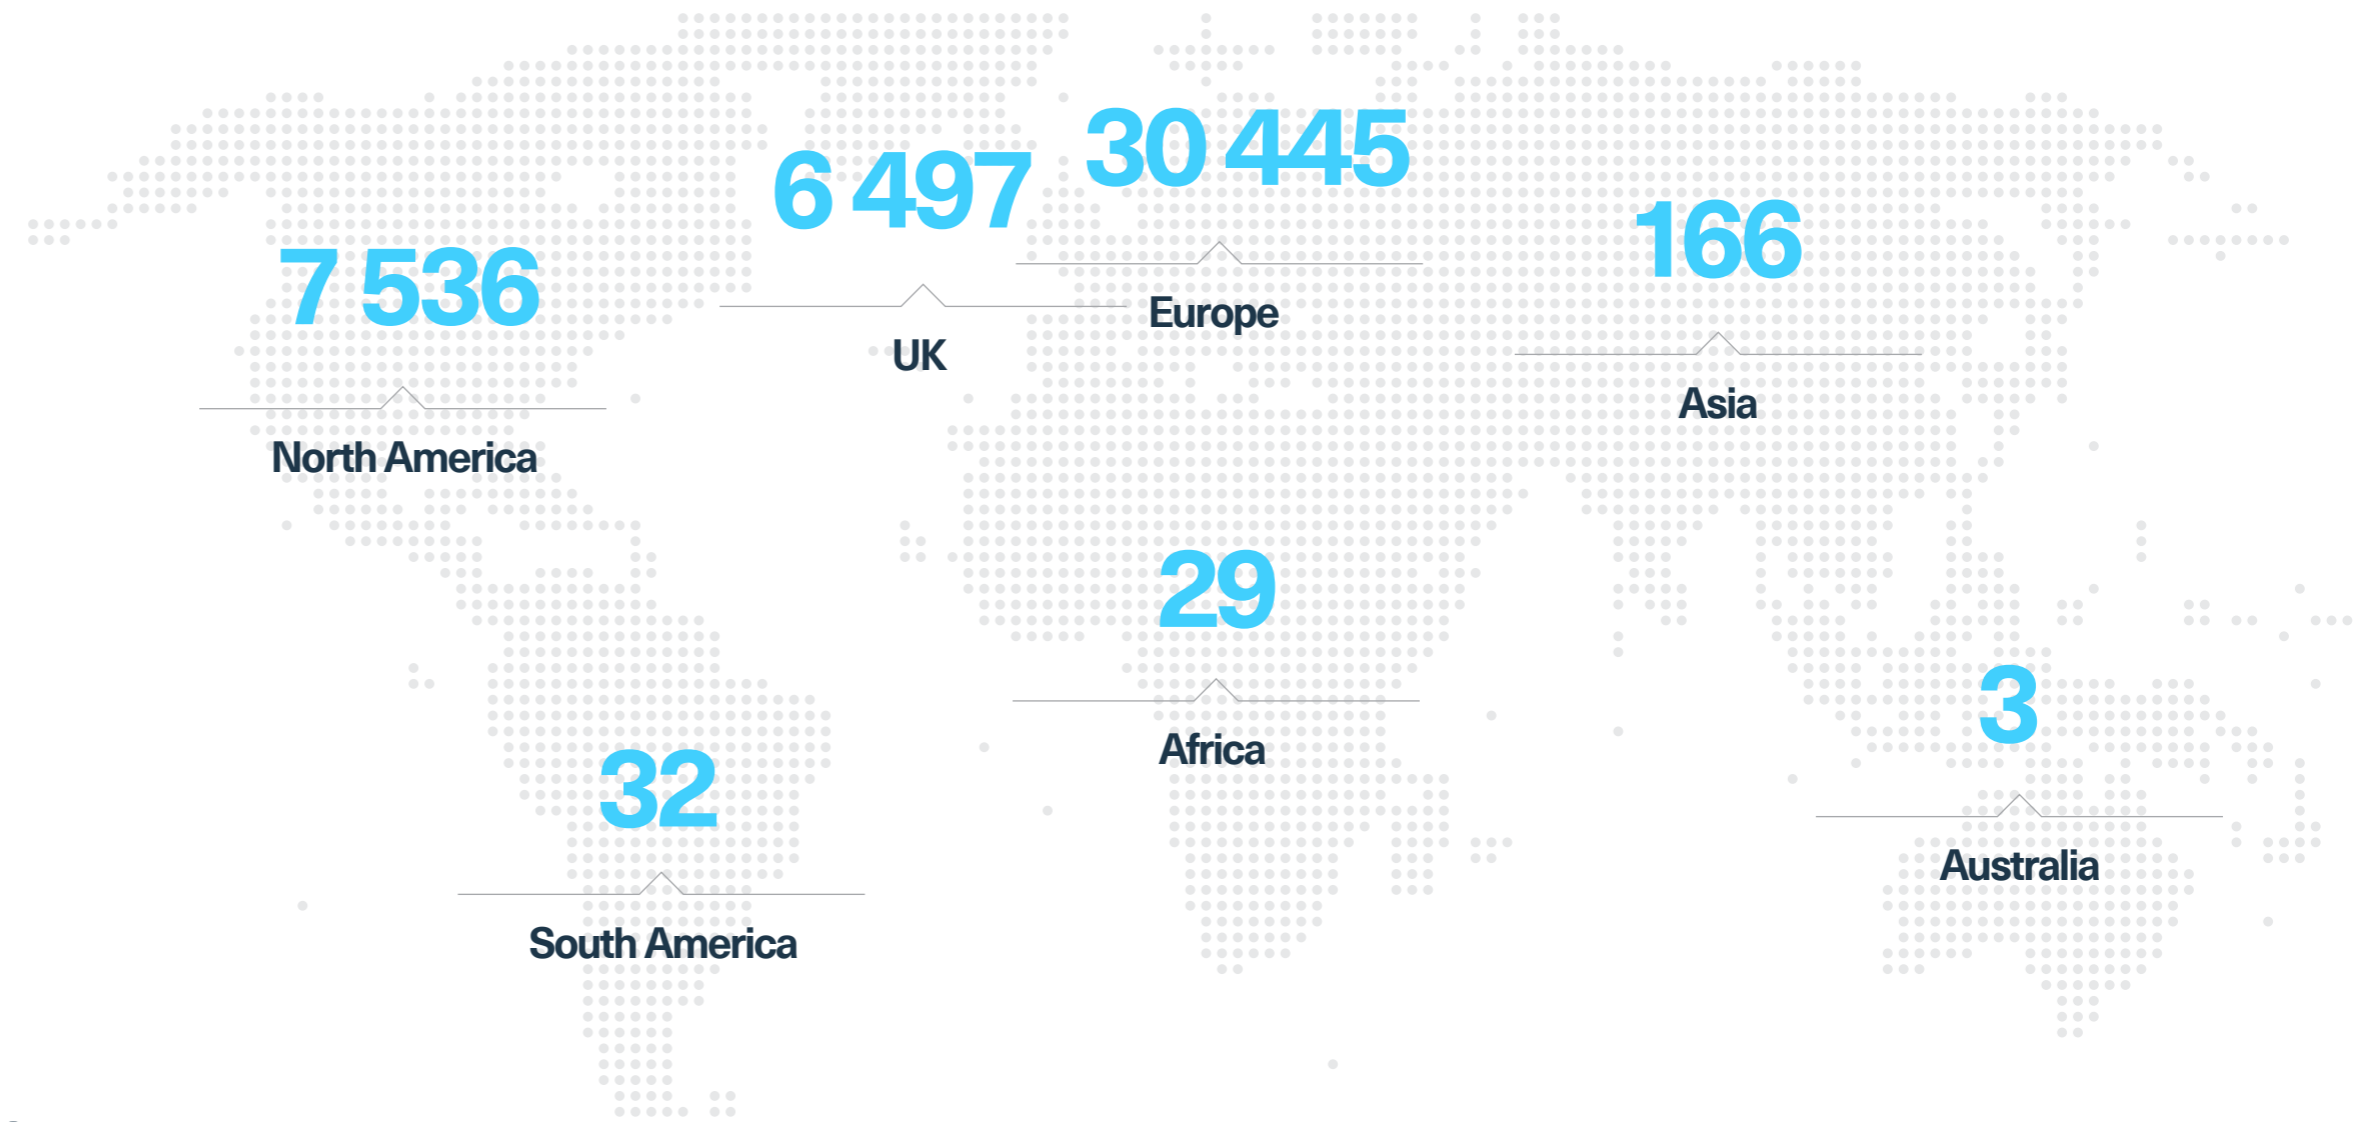 30 445
Europe
6 497
UK
166
Asia
7 536
North America
29
Africa
3
Australia
32
South America